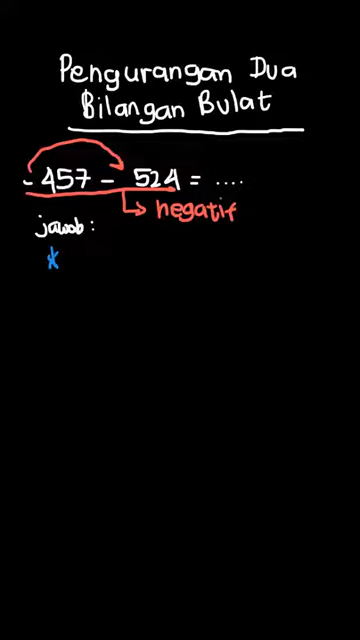 Pengurangan Dua
Bilangan Bulat
- 457 - 524 = ....
negatif
jawab :
*